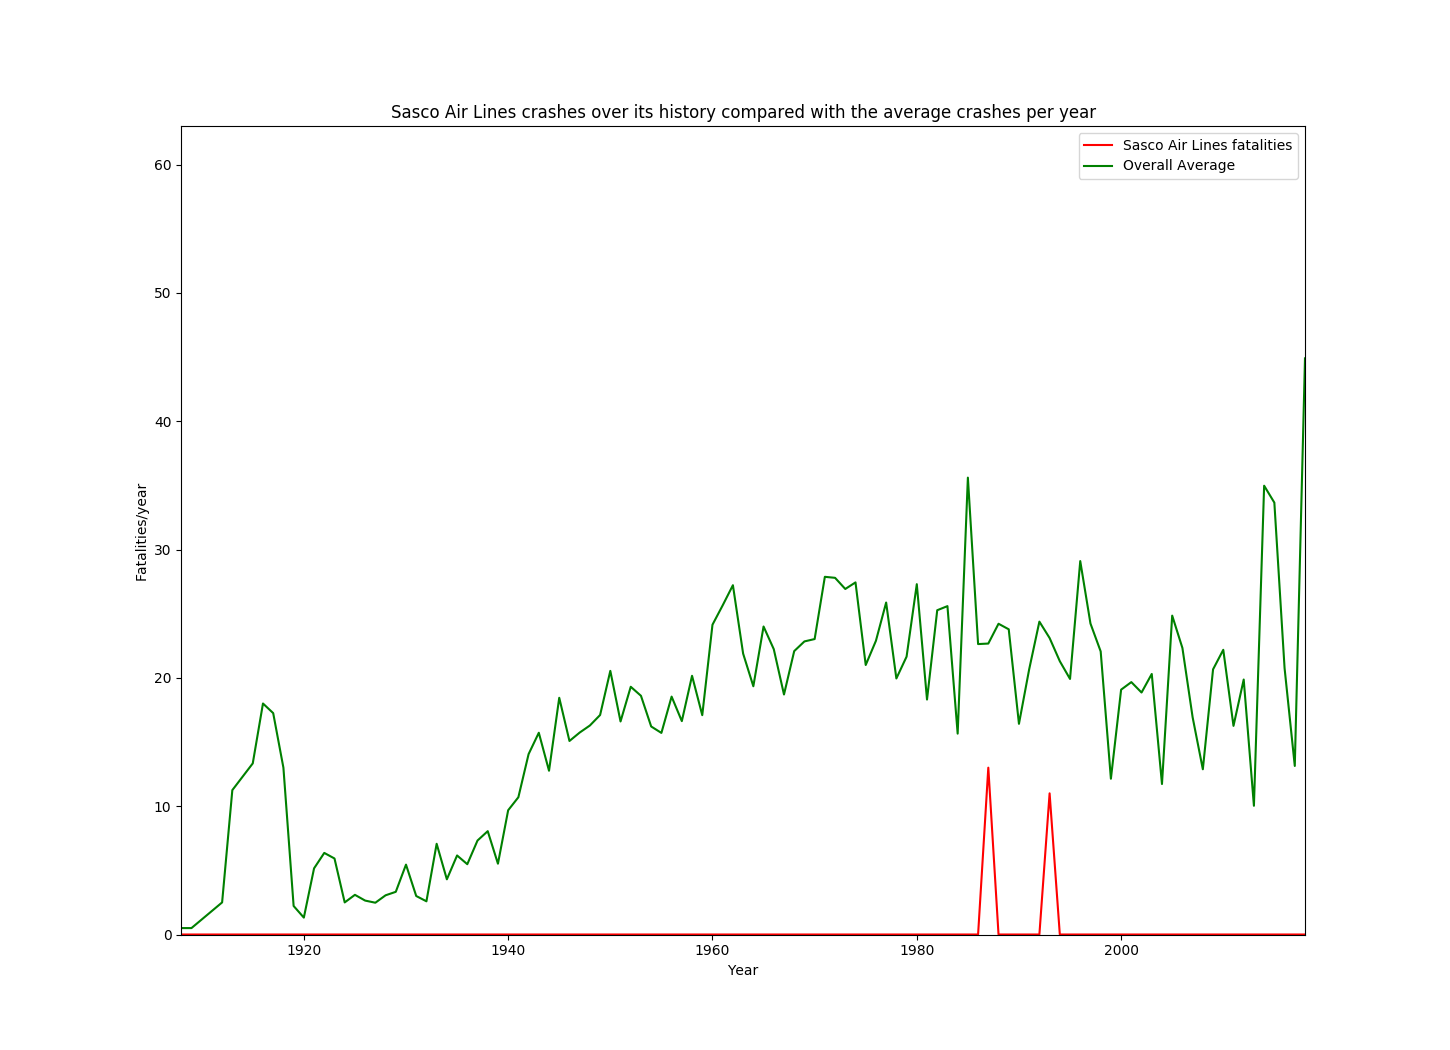 Sasco Air Lines crashes over its history compared with the average crashes per year
Sasco Air Lines fatalities
Overall Average
60
50
40
30
20
10
0
Fatalities/year
1920 1940 1960 1980 2000
Year